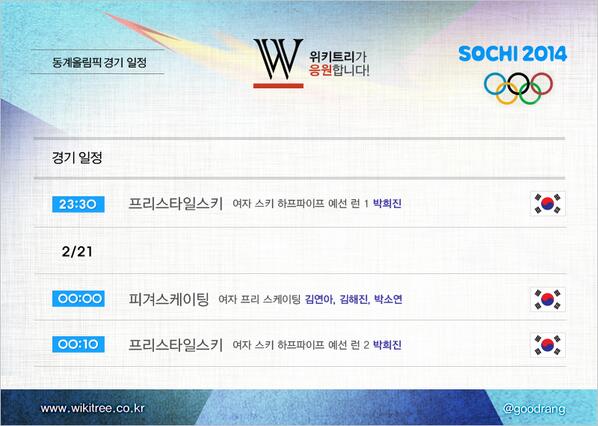 동계올림픽 경기 일정
W
위키트리가
응원합니다!
SOCHI 2014
경기 일정
23:30 프리스타일스키 여자 스키 하프파이프 예선 런 1 박희진
2/21
00:00 피겨스케이팅 여자 프리 스케이팅 김연아, 김해진, 박소연
00:10 프리스타일스키 여자 스키 하프파이프 예선 런 2 박희진
www.wikitree.co.kr @goodrang